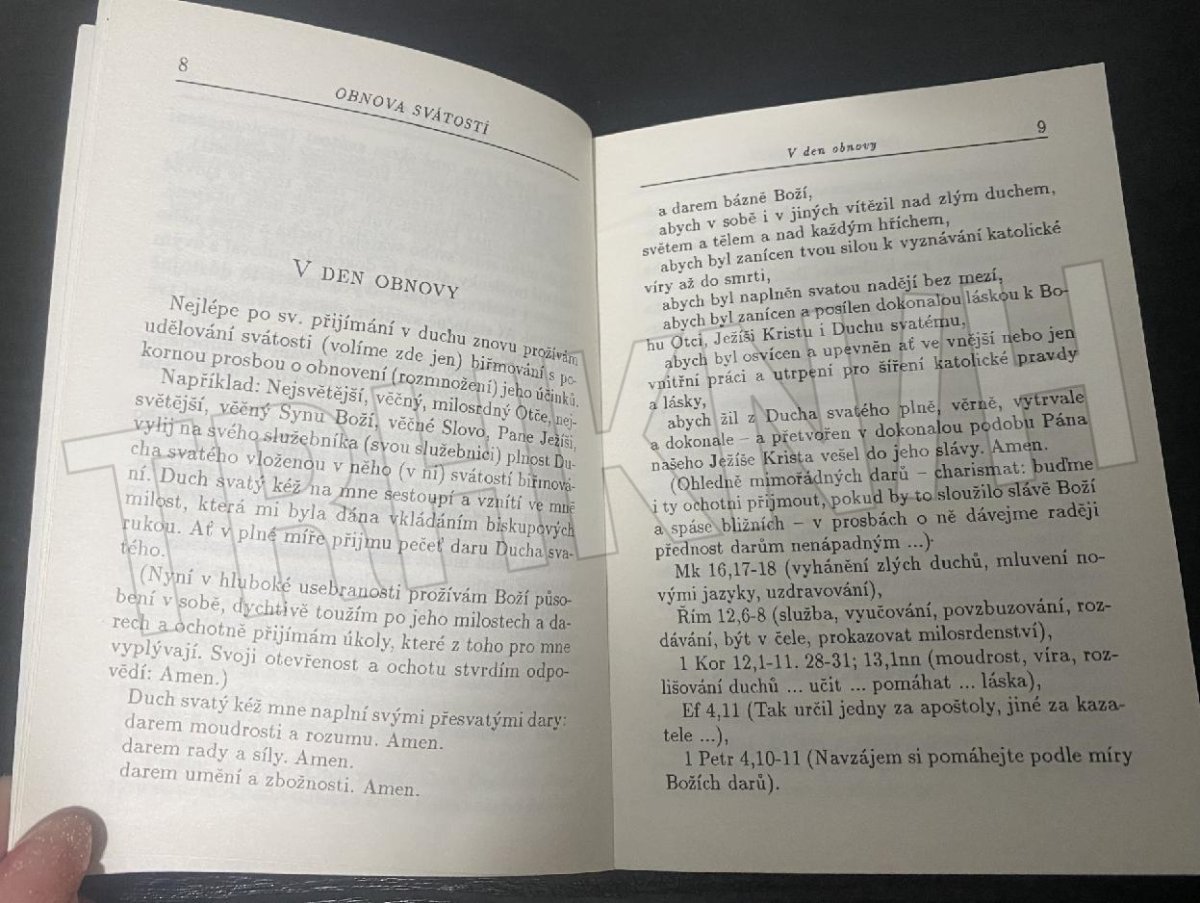 8
OBNOVA SVÁTOSTÍ
V DEN OBNOVY
Nejlépe po sv. přijímání v duchu znovu prožívám
udělování svátosti (volíme zde jen) biřmování s po-
kornou prosbou o obnovení (rozmnožení) jeho účinků.
Například: Nejsvětější, věčný, milosrdný Otče, nej-
světější, věčný Synu Boží, věčné Slovo, Pane Ježíši,
vylij na svého služebníka (svou služebnici) plnost Du-
cha svatého vloženou v něho (v ni) svátostí biřmová-
ní. Duch svatý kéž na mne sestoupí a vznítí ve mně
milost, která mi byla dána vkládáním biskupových
rukou. Ať v plné míře přijmu pečeť daru Ducha sva-
tého.
(Nyní v hluboké usebranosti prožívám Boží půso-
bení v sobě, dychtivě toužím po jeho milostech a da-
rech a ochotně přijímám úkoly, které z toho pro mne
vyplývají. Svoji otevřenost a ochotu stvrdím odpo-
vědí: Amen.)
Duch svatý kéž mne naplní svými přesvatými dary:
darem moudrosti a rozumu. Amen.
darem rady a síly. Amen.
darem umění a zbožnosti. Amen.
V den obnovy
9
a darem bázně Boží,
abych v sobě i v jiných vítězil nad zlým duchem,
světem a tělem a nad každým hříchem,
abych byl zanícen tvou silou k vyznávání katolické
víry až do smrti,
abych byl naplněn svatou nadějí bez mezí,
abych byl zanícen a posílen dokonalou láskou k Bo-
hu Otci, Ježíši Kristu i Duchu svatému,
abych byl osvícen a upevněn ať ve vnější nebo jen
vnitřní práci a utrpení pro šíření katolické pravdy
a lásky,
abych žil z Ducha svatého plně, věrně, vytrvale
a dokonale – a přetvořen v dokonalou podobu Pána
našeho Ježíše Krista vešel do jeho slávy. Amen.
(Ohledně mimořádných darů – charismat: buďme
i ty ochotni přijmout, pokud by to sloužilo slávě Boží
a spáse bližních – v prosbách o ně dávejme raději
přednost darům nenápadným ...)
Mk 16,17-18 (vyhánění zlých duchů, mluvení no-
vými jazyky, uzdravování),
Řím 12,6-8 (služba, vyučování, povzbuzování, roz-
dávání, být v čele, prokazovat milosrdenství),
1 Kor 12,1-11. 28-31; 13,1nn (moudrost, víra, roz-
lišování duchů ... učit ... pomáhat ... láska),
Ef 4,11 (Tak určil jedny za apoštoly, jiné za kaza-
tele ...),
1 Petr 4,10-11 (Navzájem si pomáhejte podle míry
Božích darů).
TRHKNIH